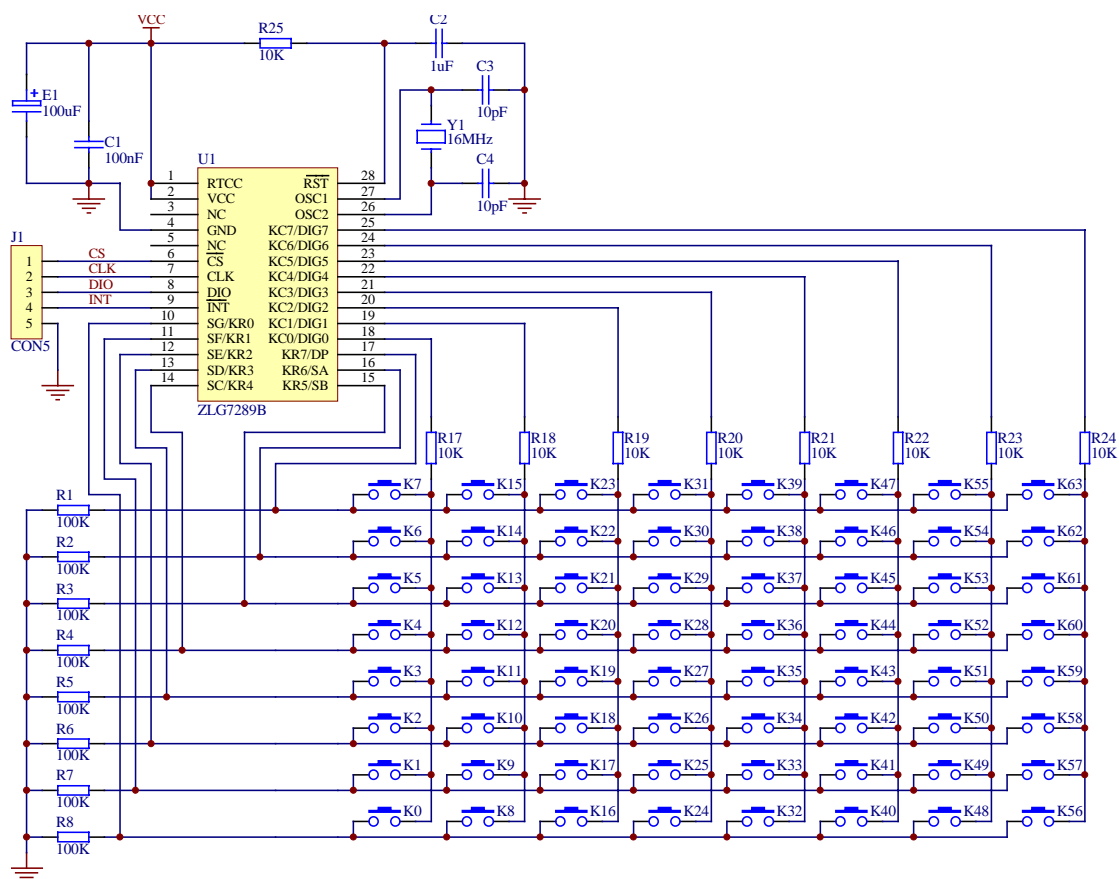 VCC
R25
10K
C2
1uF
E1
100uF
C1
100nF
C3
10pF
Y1
16MHz
C4
10pF
U1
1 RTCC RST 28
2 VCC OSC1 27
3 NC OSC2 26
4 GND KC7/DIG7 25
5 NC KC6/DIG6 24
6 CS KC5/DIG5 23
7 CLK KC4/DIG4 22
8 DIO KC3/DIG3 21
9 INT KC2/DIG2 20
10 SG/KR0 KC1/DIG1 19
11 SF/KR1 KC0/DIG0 18
12 SE/KR2 KR7/DP 17
13 SD/KR3 KR6/SA 16
14 SC/KR4 KR5/SB 15
ZLG7289B
J1
1 CS
2 CLK
3 DIO
4 INT
5
CON5
R17 R18 R19 R20 R21 R22 R23 R24
10K 10K 10K 10K 10K 10K 10K 10K
K7 K15 K23 K31 K39 K47 K55 K63
R1
100K
K6 K14 K22 K30 K38 K46 K54 K62
R2
100K
K5 K13 K21 K29 K37 K45 K53 K61
R3
100K
K4 K12 K20 K28 K36 K44 K52 K60
R4
100K
K3 K11 K19 K27 K35 K43 K51 K59
R5
100K
K2 K10 K18 K26 K34 K42 K50 K58
R6
100K
K1 K9 K17 K25 K33 K41 K49 K57
R7
100K
K0 K8 K16 K24 K32 K40 K48 K56
R8
100K